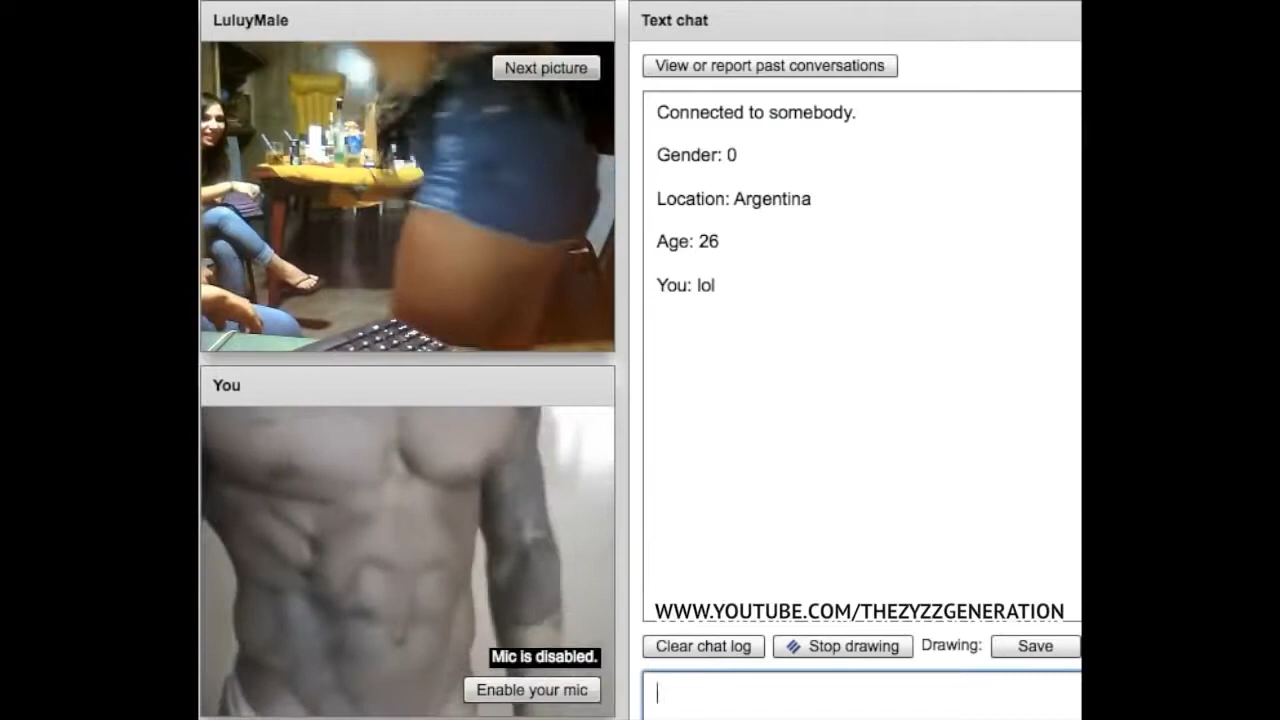 LuluyMale
Next picture
You
Mic is disabled.
Enable your mic
Text chat
View or report past conversations
Connected to somebody.
Gender: 0
Location: Argentina
Age: 26
You: lol
WWW.YOUTUBE.COM/THEZYZZGENERATION
Clear chat log
Stop drawing
Drawing:
Save